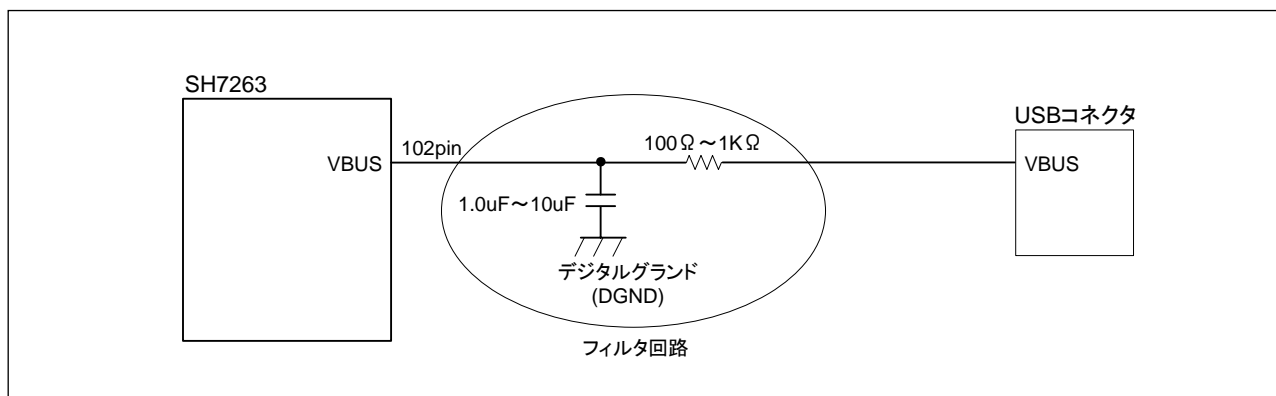 SH7263
VBUS
102pin
100Ω～1KΩ
1.0uF～10uF
デジタルグランド
(DGND)
フィルタ回路
USBコネクタ
VBUS